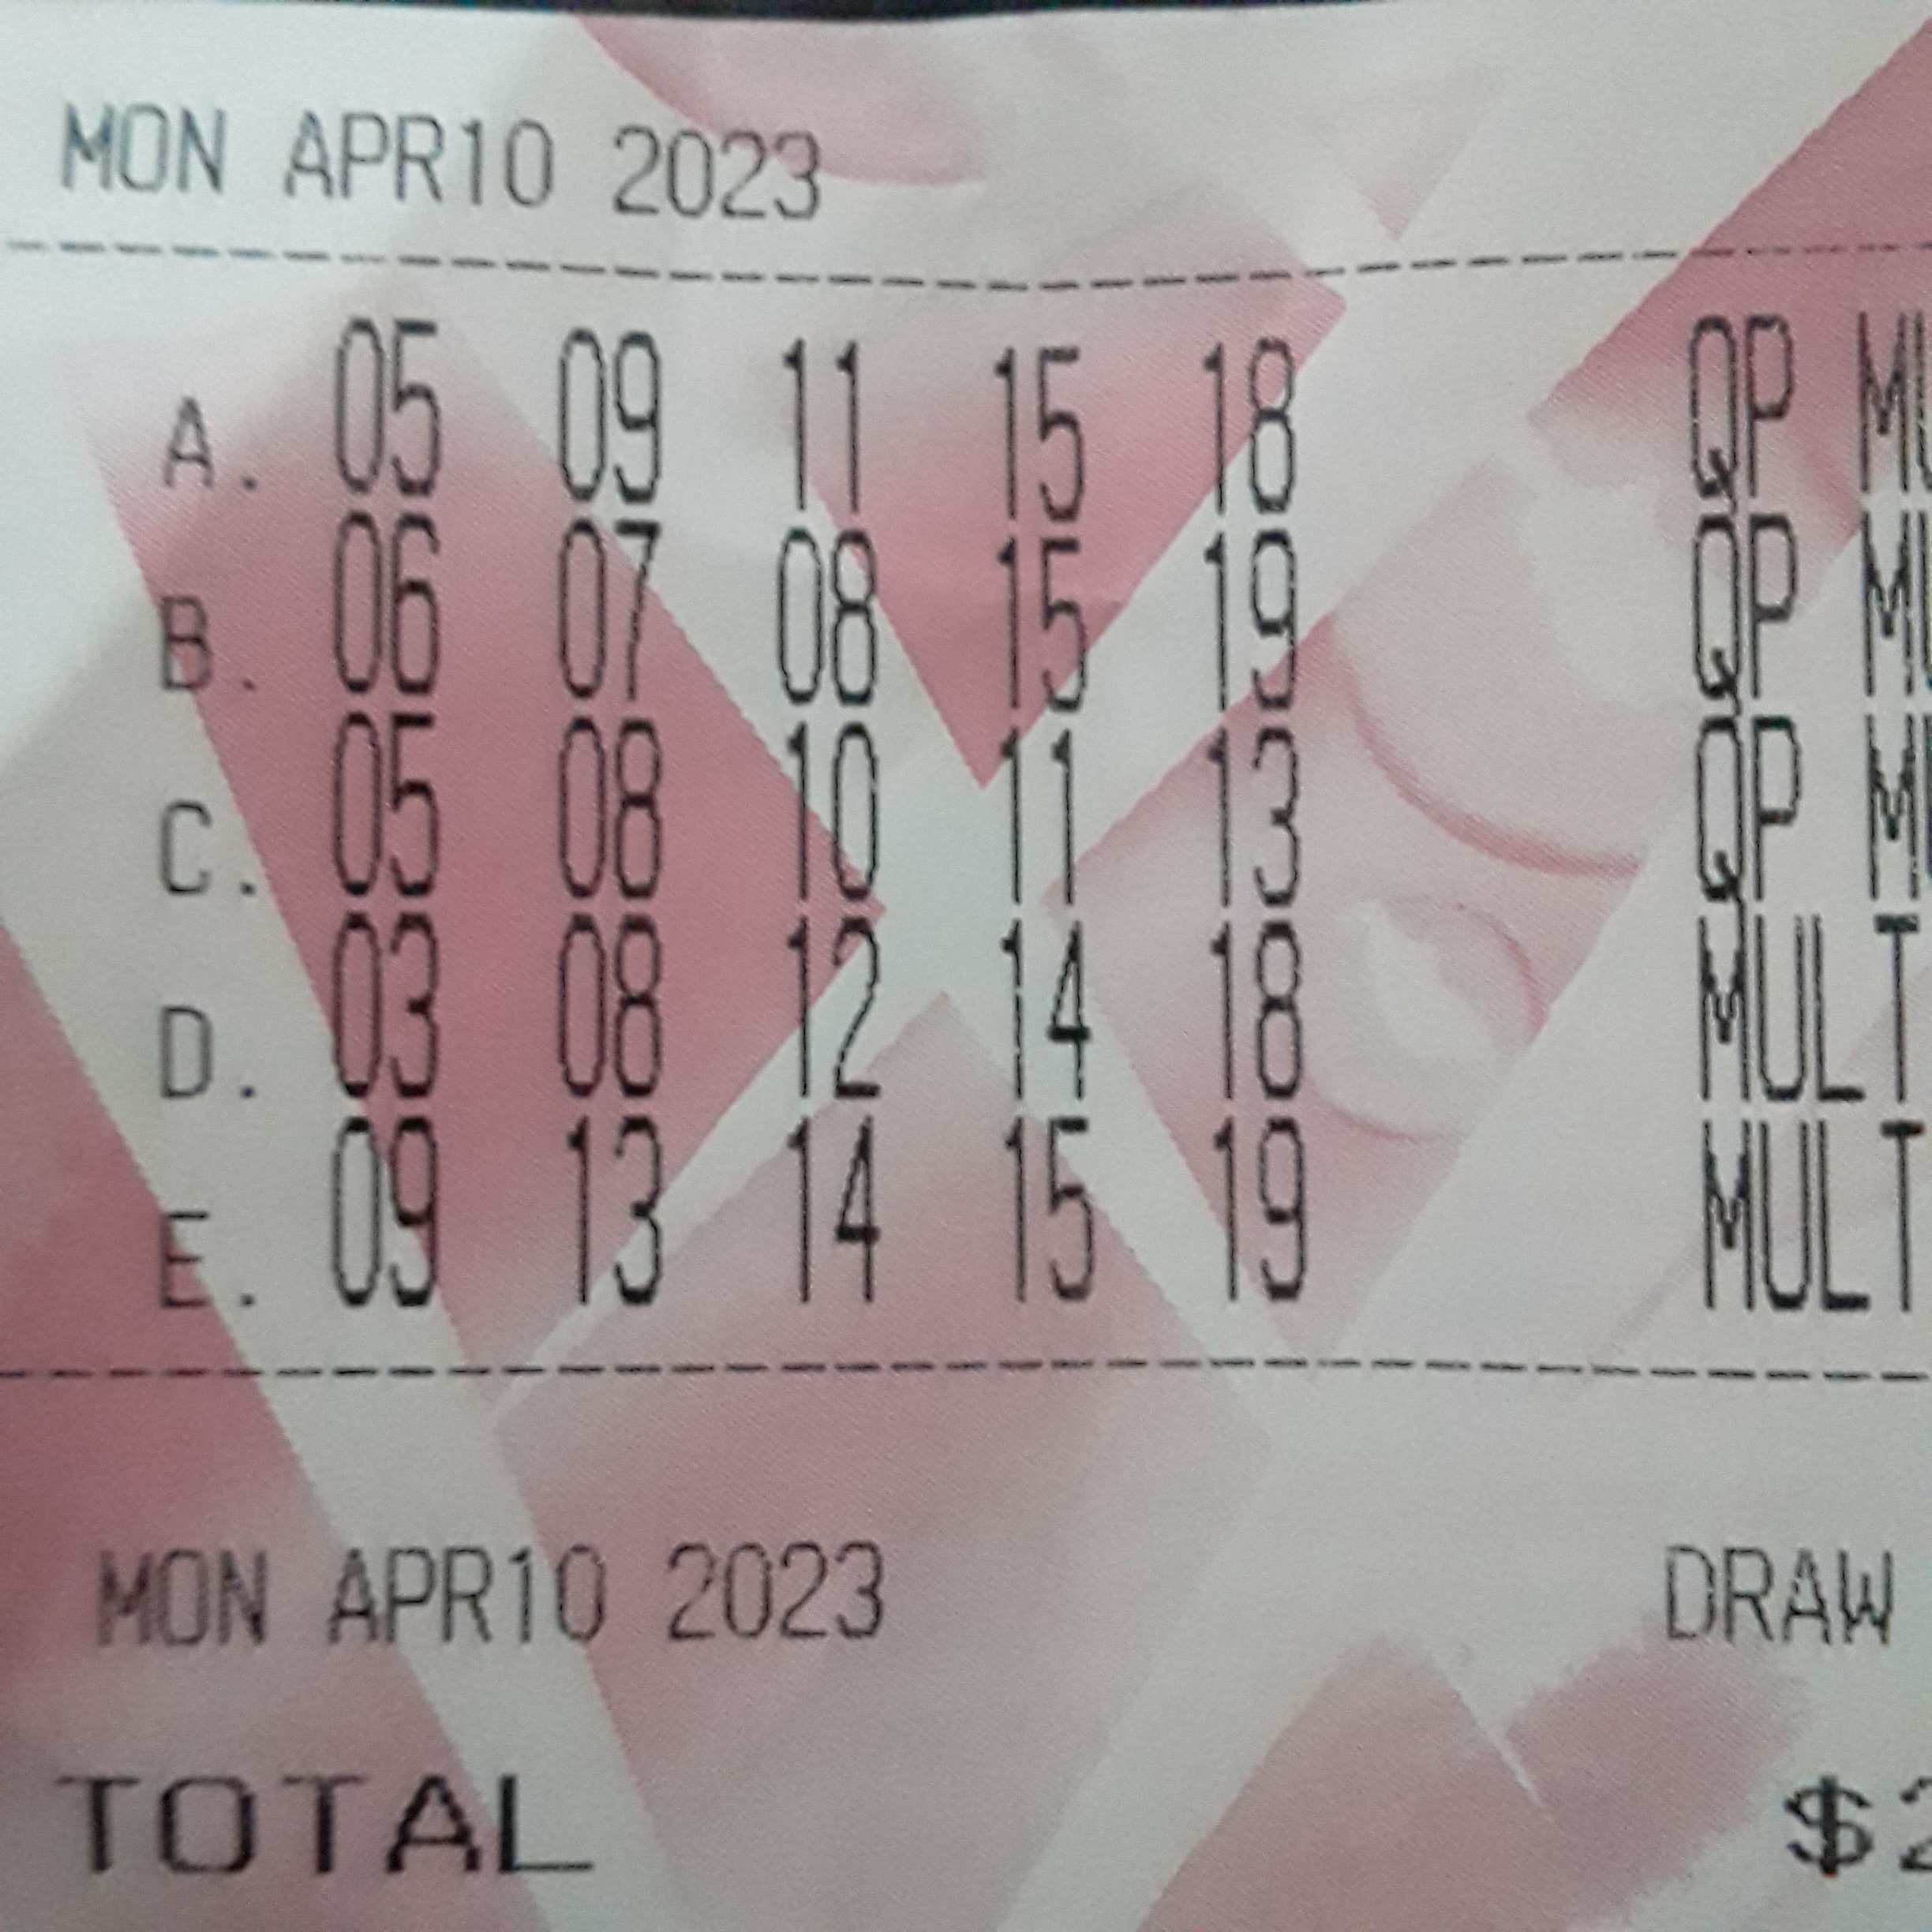 MON APR10 2023
A. 05 09 11 15 18 QP
B. 06 07 08 15 19 QP
C. 05 08 10 11 13 QP
D. 03 08 12 14 18 MULT
E. 09 13 14 15 19 MULT
MON APR10 2023 DRAW
TOTAL $2